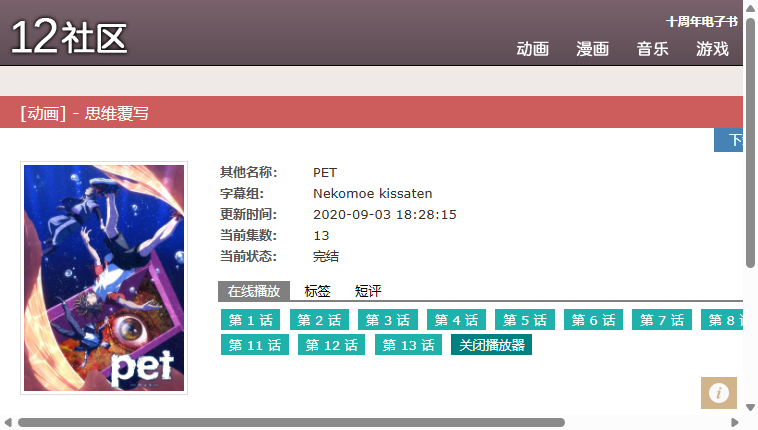 12社区
十周年电子书
动画 漫画 音乐 游戏
[动画] - 思维覆写
其他名称: PET
字幕组: Nekomoe kissaten
更新时间: 2020-09-03 18:28:15
当前集数: 13
当前状态: 完结
在线播放 标签 短评
第 1 话 第 2 话 第 3 话 第 4 话 第 5 话 第 6 话 第 7 话 第 8
第 11 话 第 12 话 第 13 话 关闭播放器
pet
i